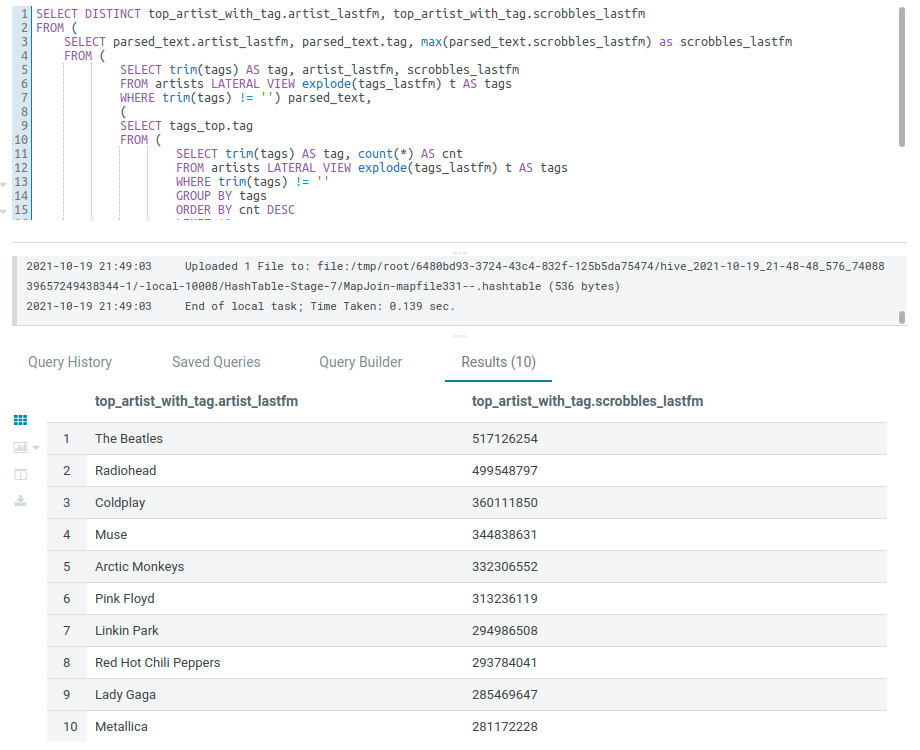 1 SELECT DISTINCT top_artist_with_tag.artist_lastfm, top_artist_with_tag.scrobbles_lastfm
2 FROM (
3 SELECT parsed_text.artist_lastfm, parsed_text.tag, max(parsed_text.scrobbles_lastfm) as scrobbles_lastfm
4 FROM (
5 SELECT trim(tags) AS tag, artist_lastfm, scrobbles_lastfm
6 FROM artists LATERAL VIEW explode(tags_lastfm) t AS tags
7 WHERE trim(tags) != '') parsed_text,
8 (
9 SELECT tags_top.tag
10 FROM (
11 SELECT trim(tags) AS tag, count(*) AS cnt
12 FROM artists LATERAL VIEW explode(tags_lastfm) t AS tags
13 WHERE trim(tags) != ''
14 GROUP BY tags
15 ORDER BY cnt DESC
2021-10-19 21:49:03 Uploaded 1 File to: file:/tmp/root/6480bd93-3724-43c4-832f-125b5da75474/hive_2021-10-19_21-48-48_576_74088
39657249438344-1/-local-10008/HashTable-Stage-7/MapJoin-mapfile331--.hashtable (536 bytes)
2021-10-19 21:49:03 End of local task; Time Taken: 0.139 sec.
Query History Saved Queries Query Builder Results (10)
top_artist_with_tag.artist_lastfm top_artist_with_tag.scrobbles_lastfm
1 The Beatles 517126254
2 Radiohead 499548797
3 Coldplay 360111850
4 Muse 344838631
5 Arctic Monkeys 332306552
6 Pink Floyd 313236119
7 Linkin Park 294986508
8 Red Hot Chili Peppers 293784041
9 Lady Gaga 285469647
10 Metallica 281172228